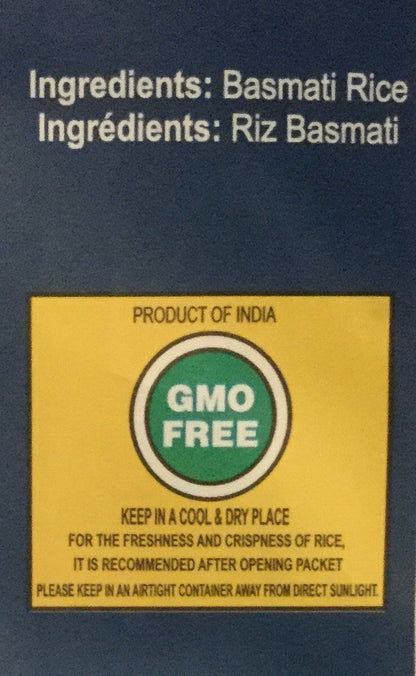 Ingredients: Basmati Rice
Ingrédients: Riz Basmati
PRODUCT OF INDIA
GMO
FREE
KEEP IN A COOL & DRY PLACE
FOR THE FRESHNESS AND CRISPNESS OF RICE,
IT IS RECOMMENDED AFTER OPENING PACKET
PLEASE KEEP IN AN AIRTIGHT CONTAINER AWAY FROM DIRECT SUNLIGHT.